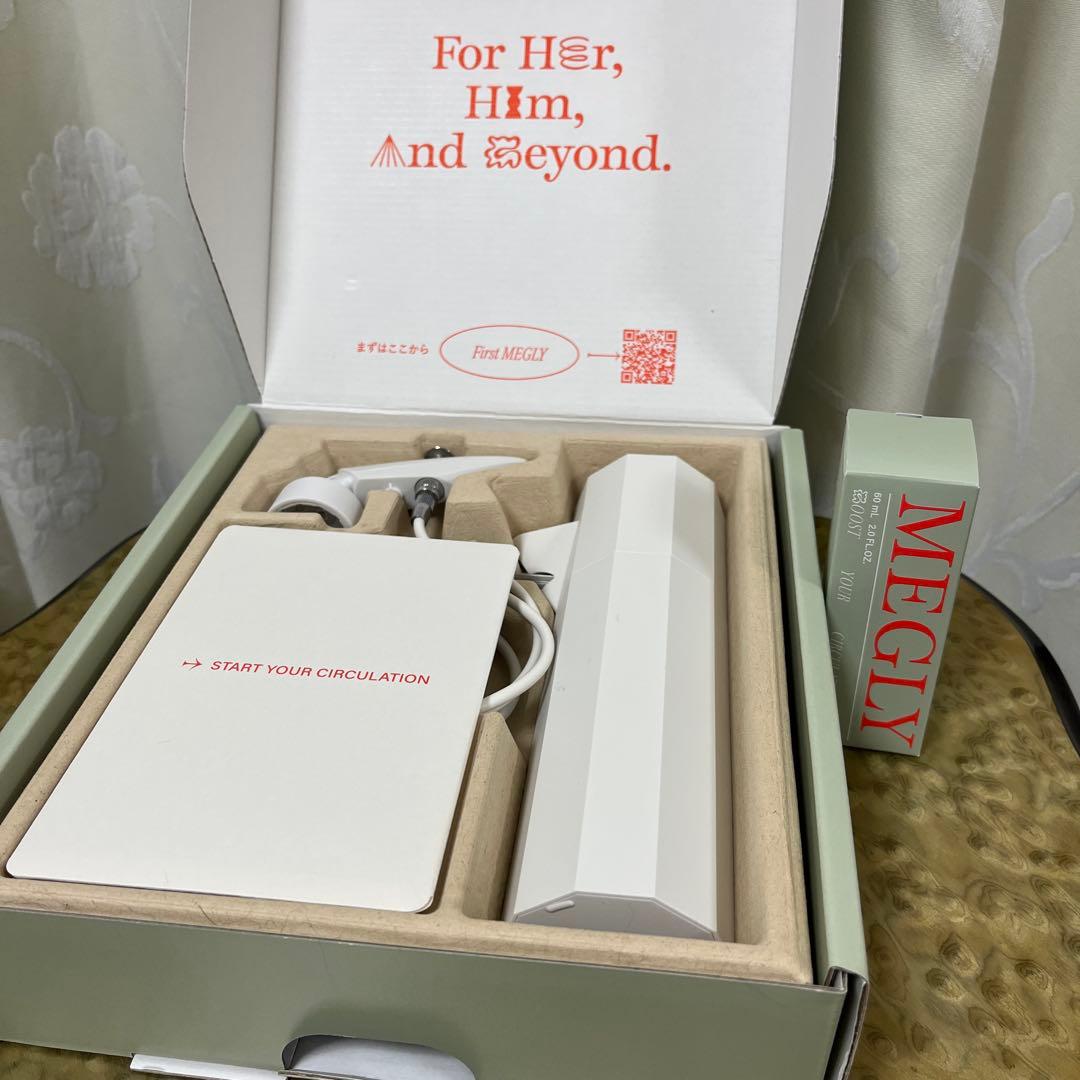 For Her,
Him,
And Beyond.
まずはここから
First MEGLY
START YOUR CIRCULATION
60 mL 2.0 FL.OZ.
BOOST YOUR
MEGLY